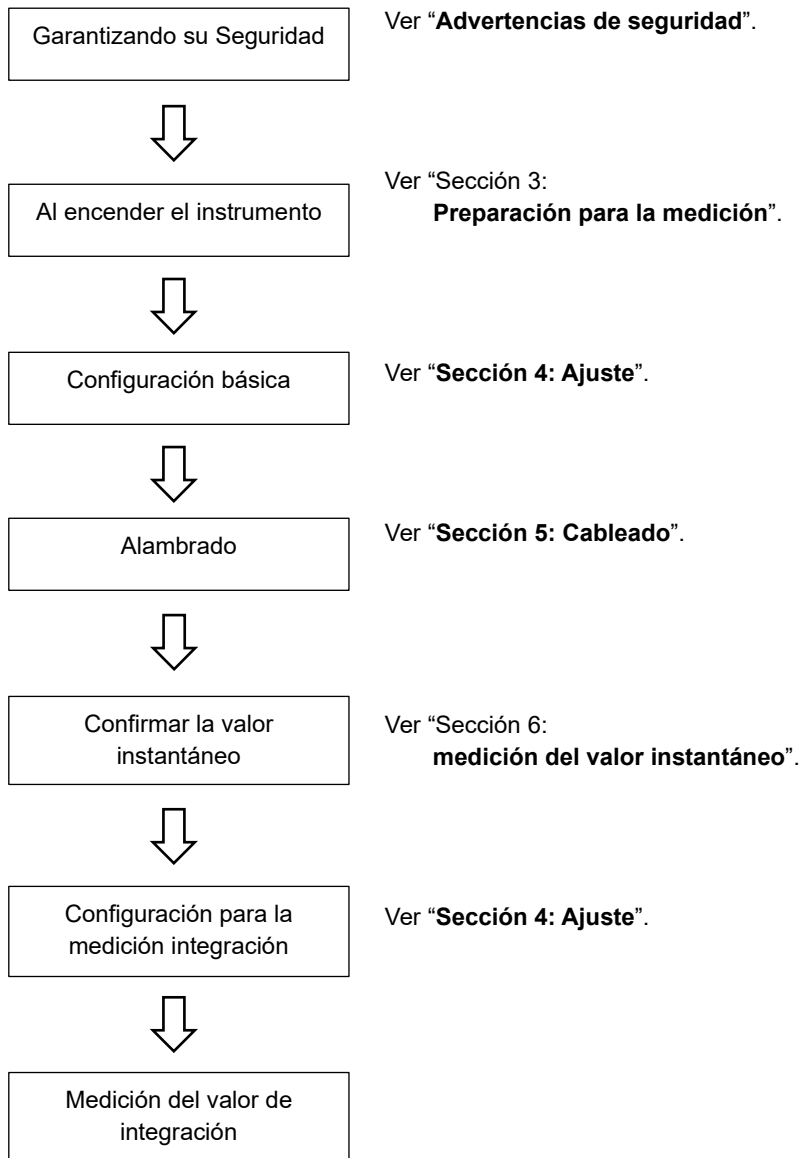 Garantizando su Seguridad
Ver “Advertencias de seguridad”.
Al encender el instrumento
Ver “Sección 3:
Preparación para la medición”.
Configuración básica
Ver “Sección 4: Ajuste”.
Alambrado
Ver “Sección 5: Cableado”.
Confirmar la valor
instantáneo
Ver “Sección 6:
medición del valor instantáneo”.
Configuración para la
medición integración
Ver “Sección 4: Ajuste”.
Medición del valor de
integración